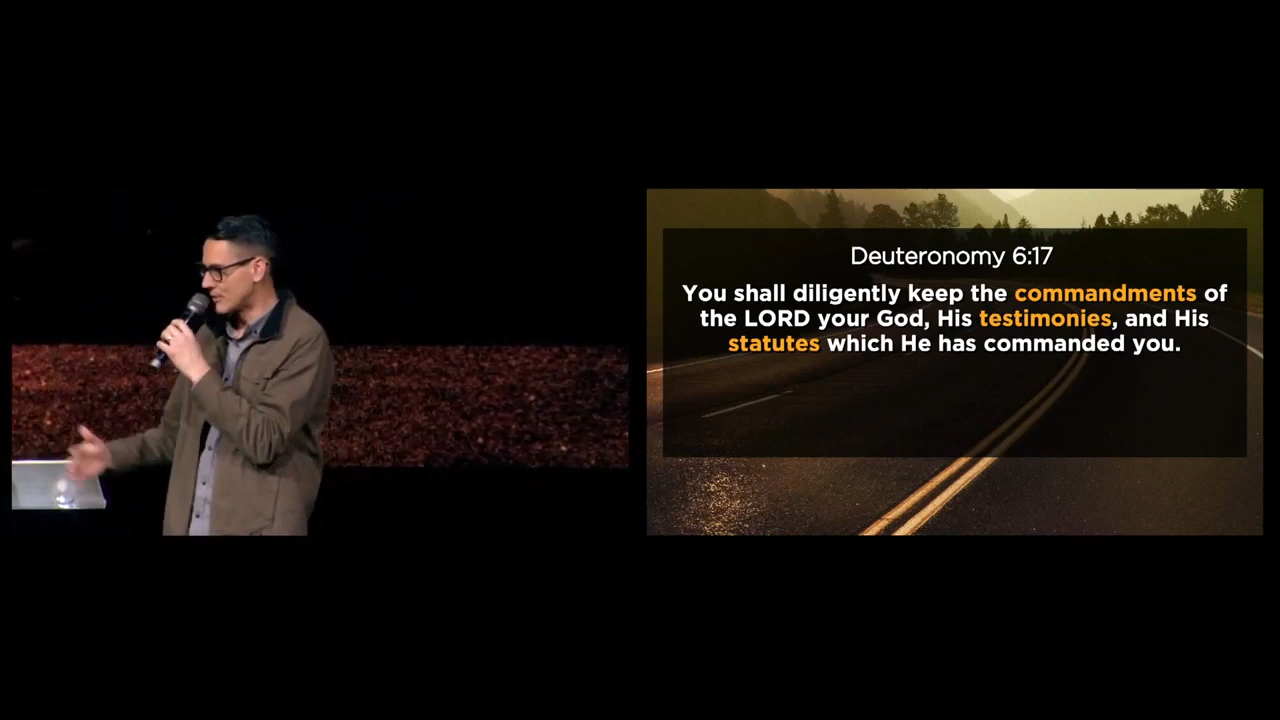 Deuteronomy 6:17
You shall diligently keep the commandments of
the LORD your God, His testimonies, and His
statutes which He has commanded you.